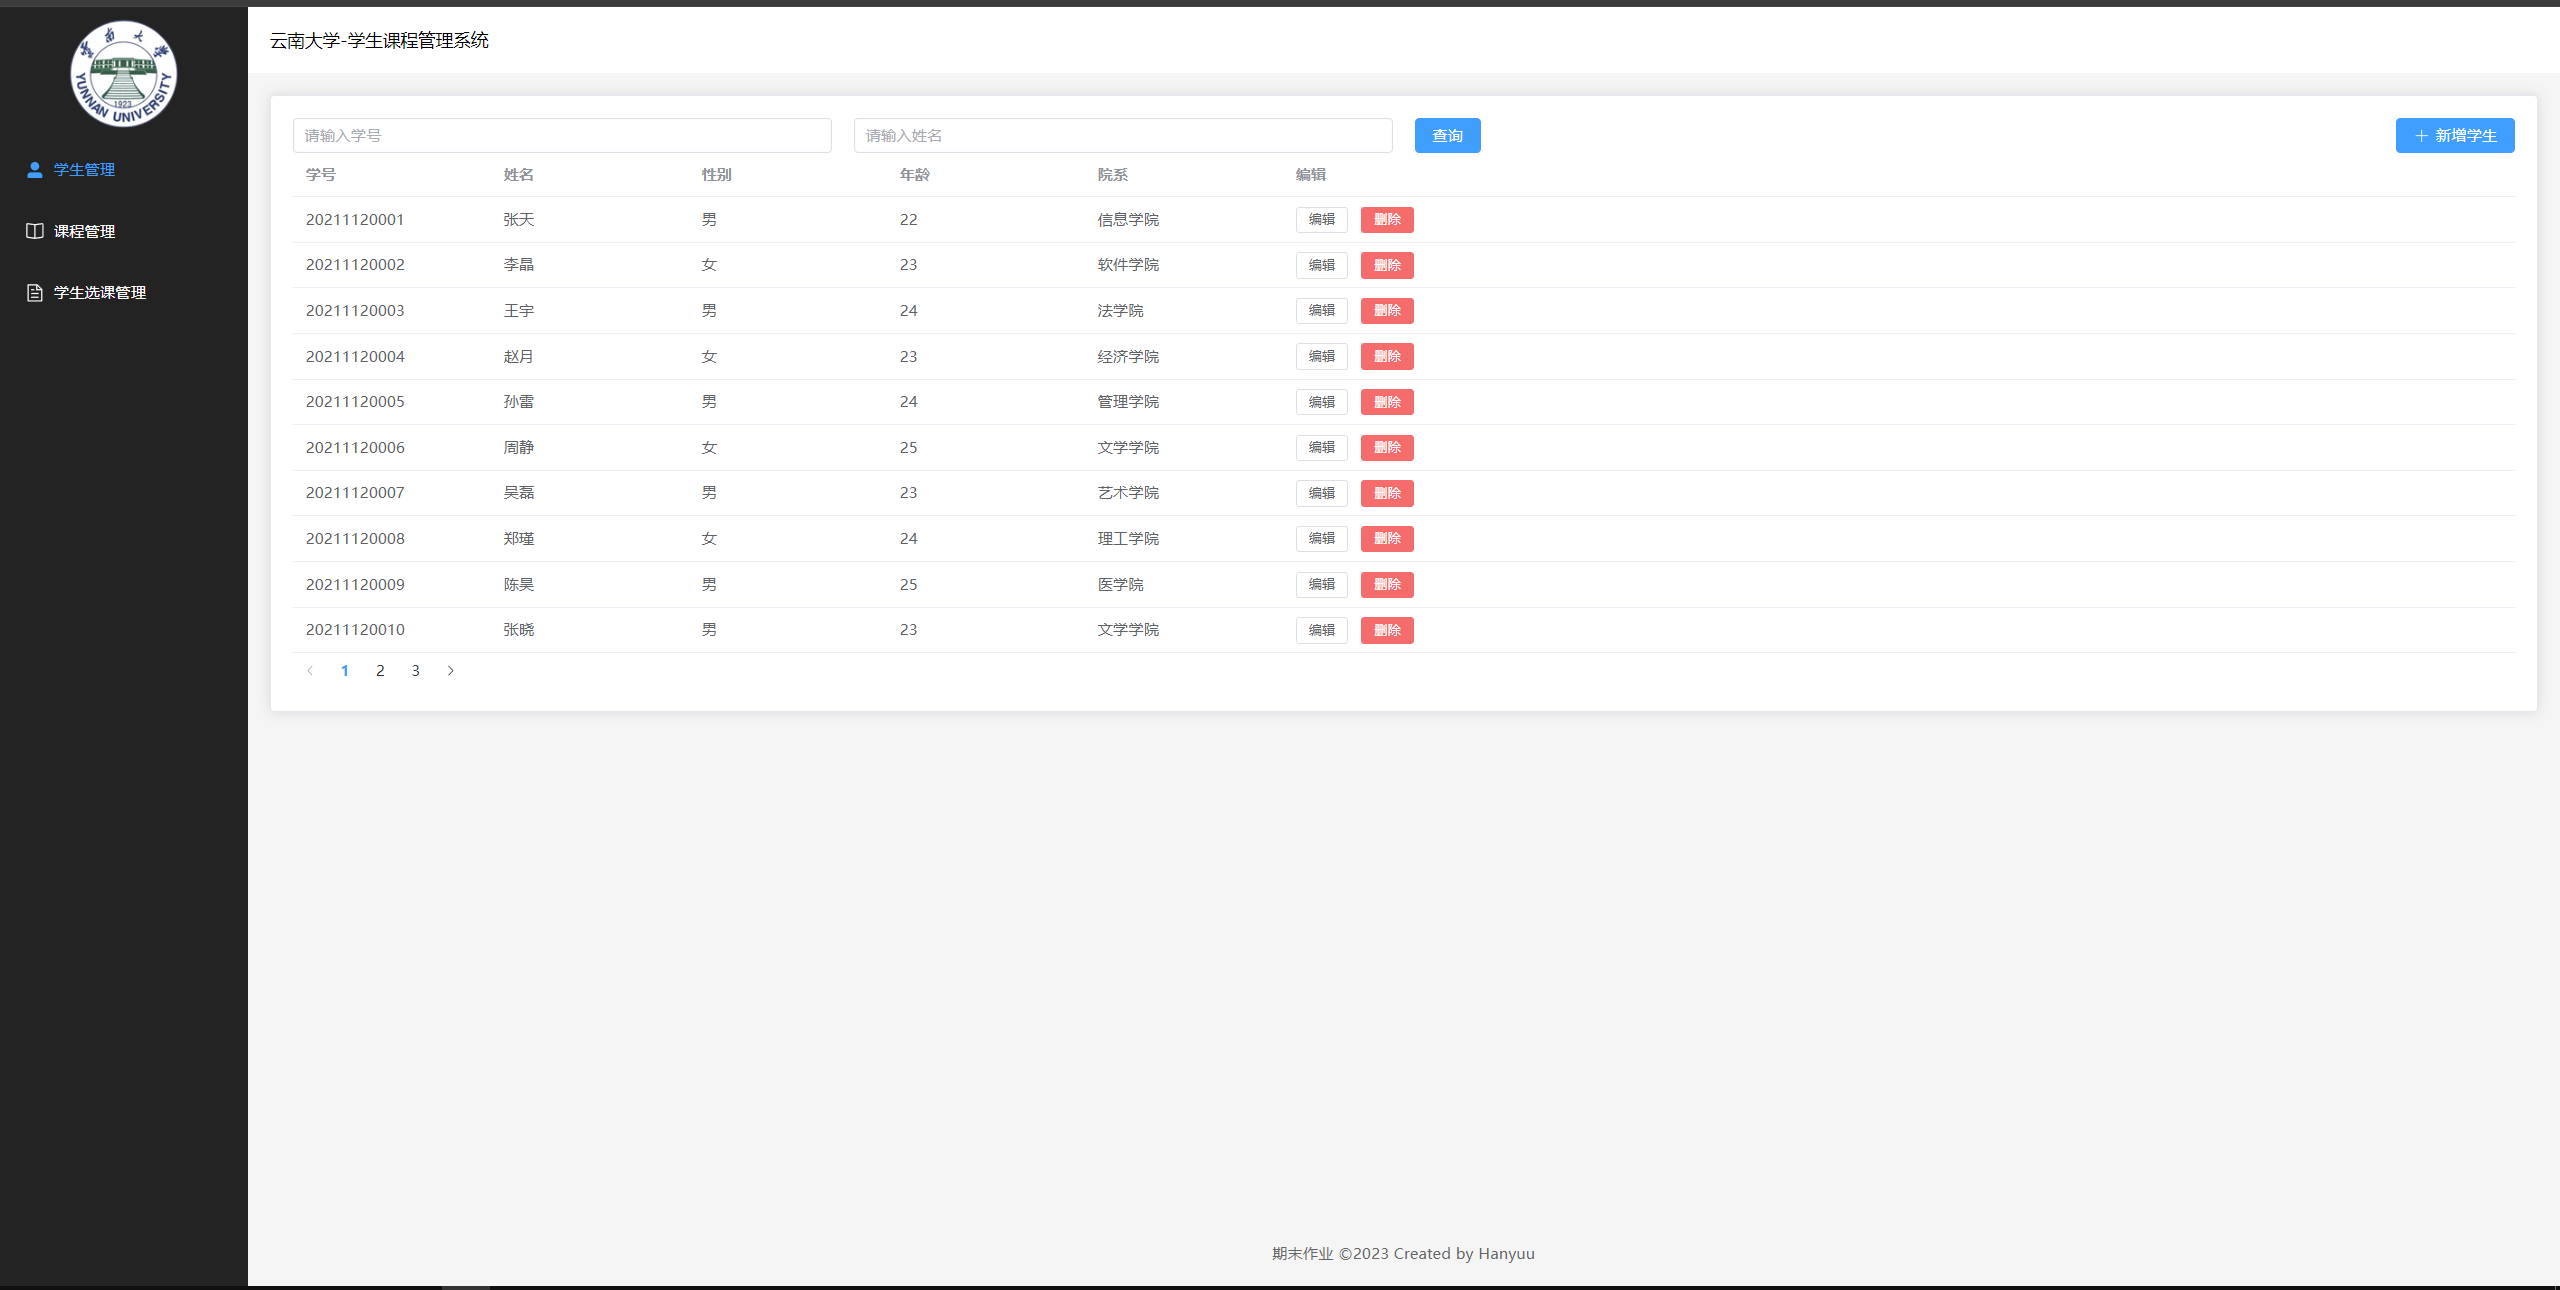 云南大学
YUNNAN UNIVERSITY
1923
学生管理
课程管理
学生选课管理
云南大学-学生课程管理系统
请输入学号 请输入姓名 查询 新增学生
学号 姓名 性别 年龄 院系 编辑
20211120001 张天 男 22 信息学院 编辑 删除
20211120002 李晶 女 23 软件学院 编辑 删除
20211120003 王宇 男 24 法学院 编辑 删除
20211120004 赵月 女 23 经济学院 编辑 删除
20211120005 孙雷 男 24 管理学院 编辑 删除
20211120006 周静 女 25 文学学院 编辑 删除
20211120007 吴磊 男 23 艺术学院 编辑 删除
20211120008 郑瑾 女 24 理工学院 编辑 删除
20211120009 陈昊 男 25 医学院 编辑 删除
20211120010 张晓 男 23 文学学院 编辑 删除
1 2 3
期末作业 ©2023 Created by Hanyuu